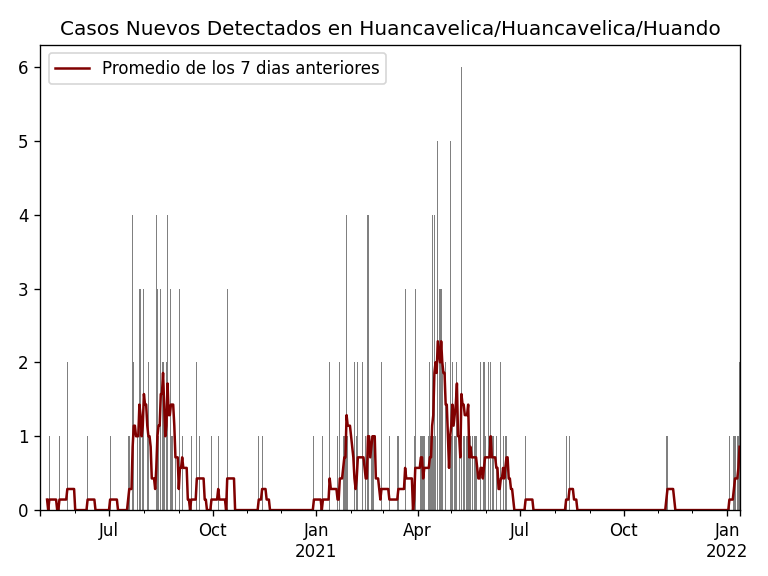 Casos Nuevos Detectados en Huancavelica/Huancavelica/Huando
Promedio de los 7 dias anteriores
6
5
4
3
2
1
0
Jul Oct Jan Apr Jul Oct Jan
2021 2022